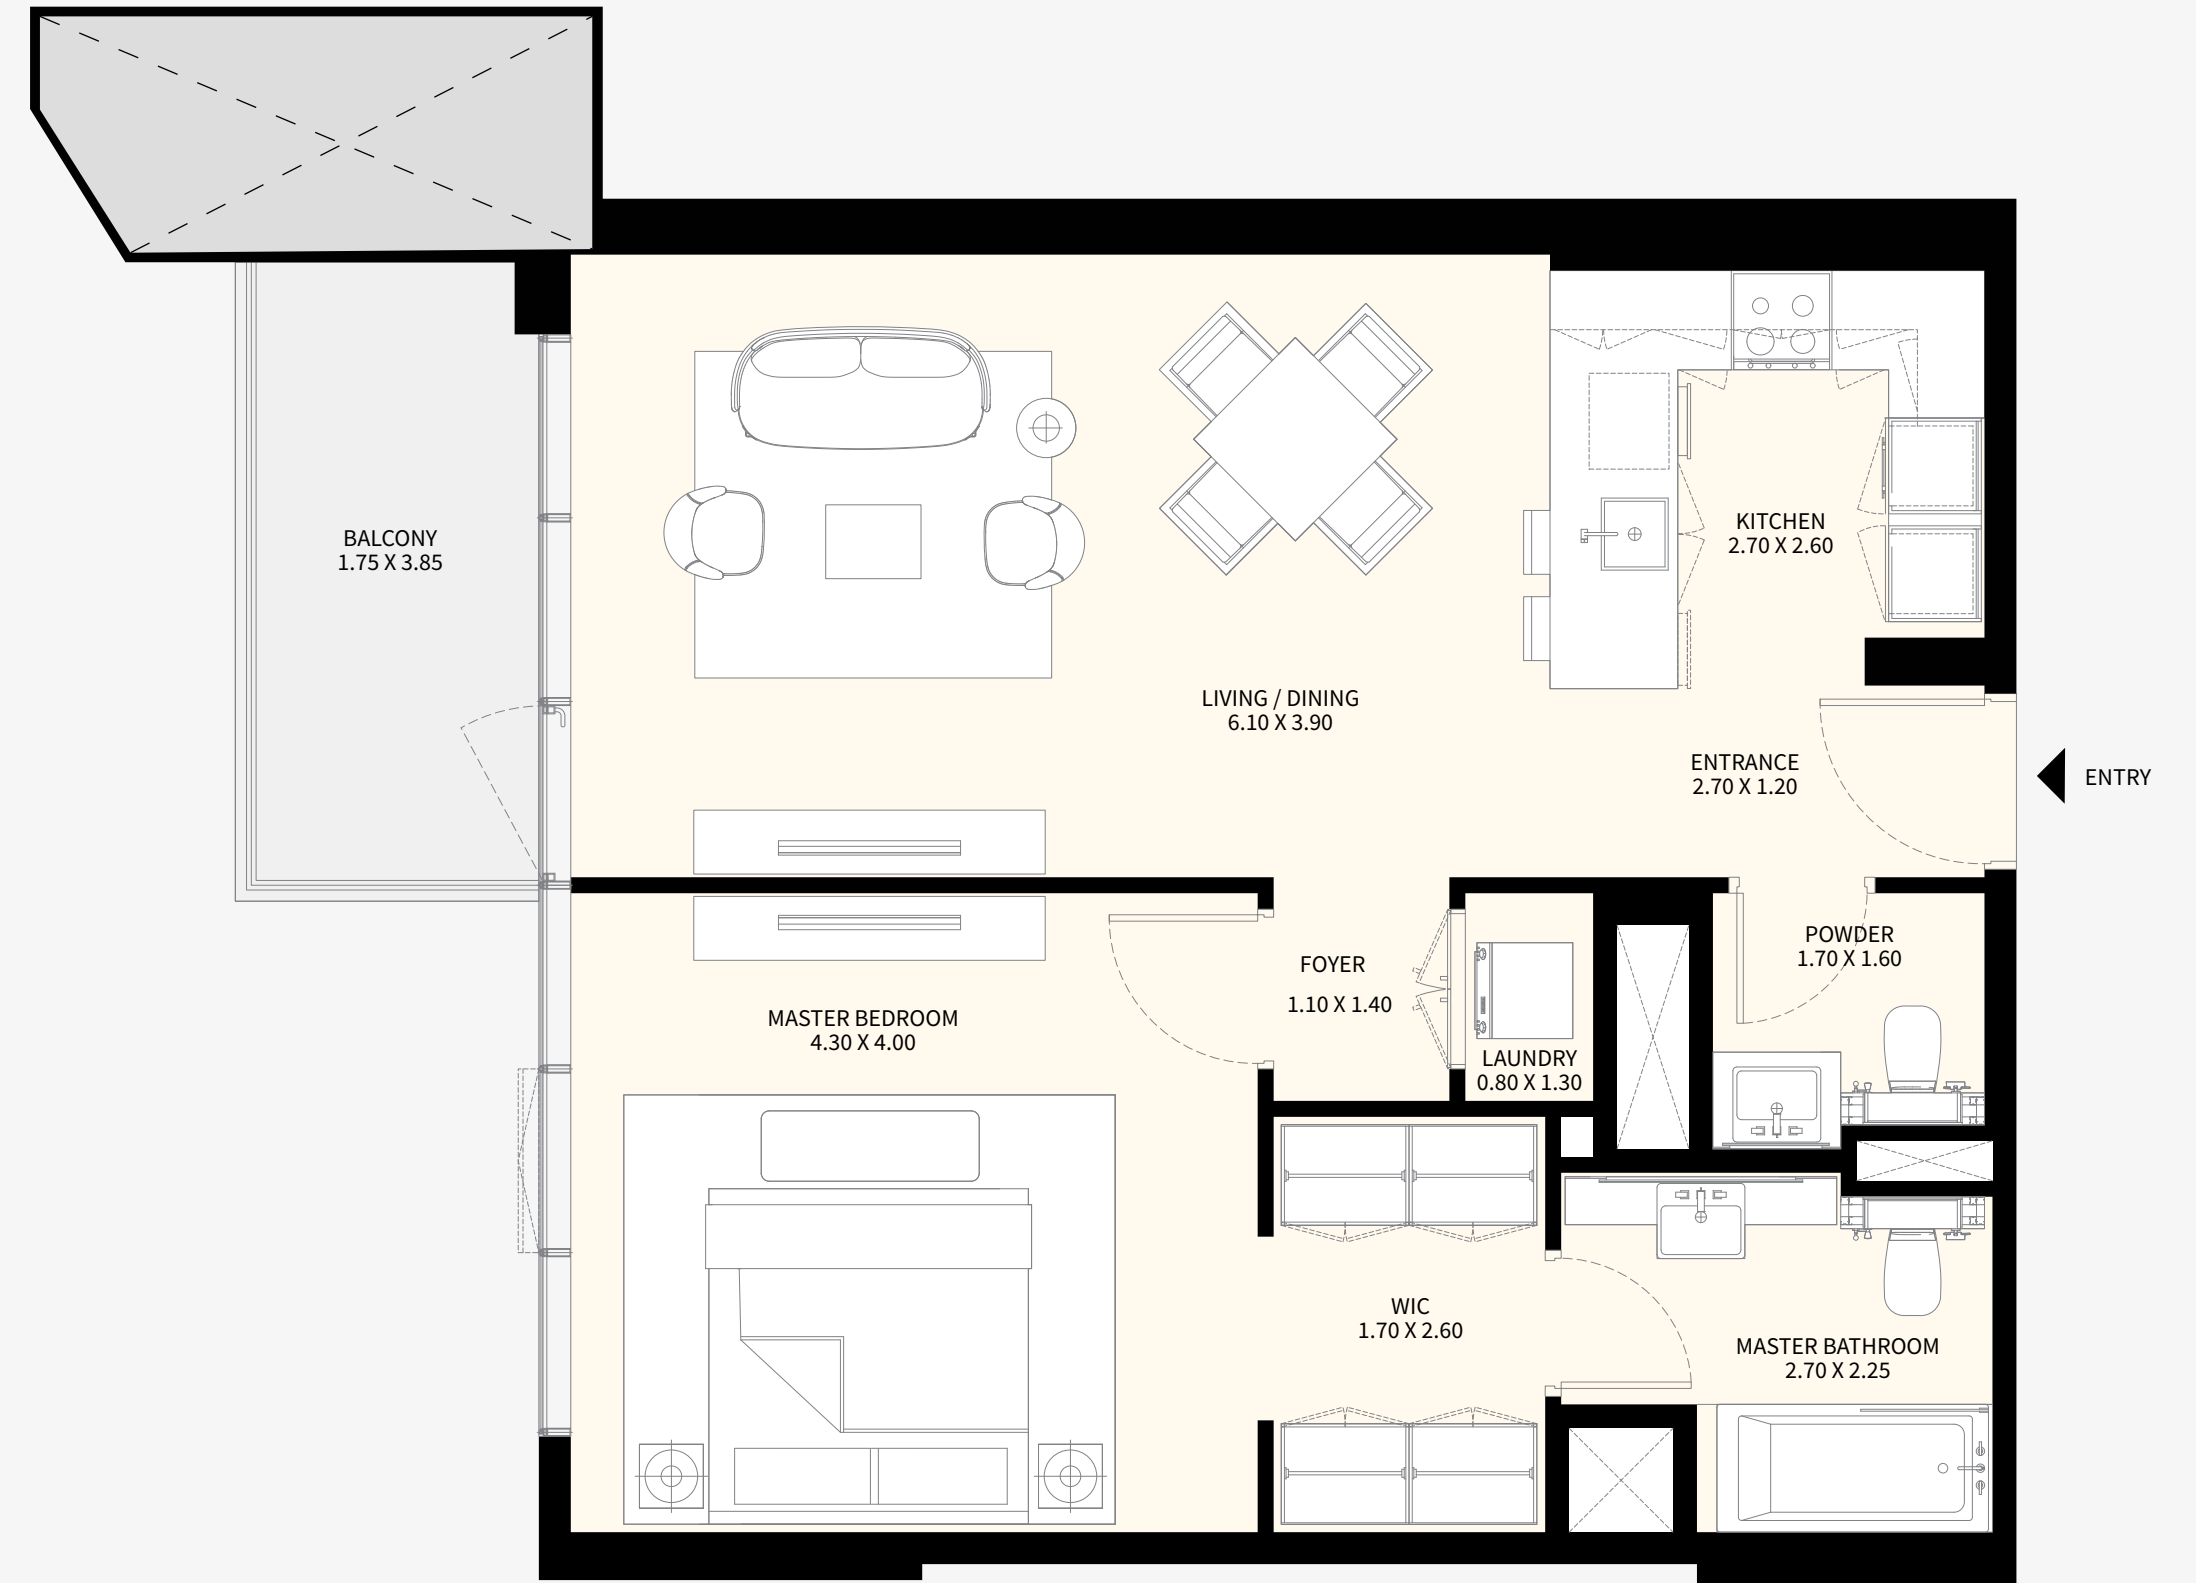 BALCONY
1.75 X 3.85
KITCHEN
2.70 X 2.60
LIVING / DINING
6.10 X 3.90
ENTRANCE
2.70 X 1.20
ENTRY
POWDER
1.70 X 1.60
FOYER
1.10 X 1.40
MASTER BEDROOM
4.30 X 4.00
LAUNDRY
0.80 X 1.30
WIC
1.70 X 2.60
MASTER BATHROOM
2.70 X 2.25